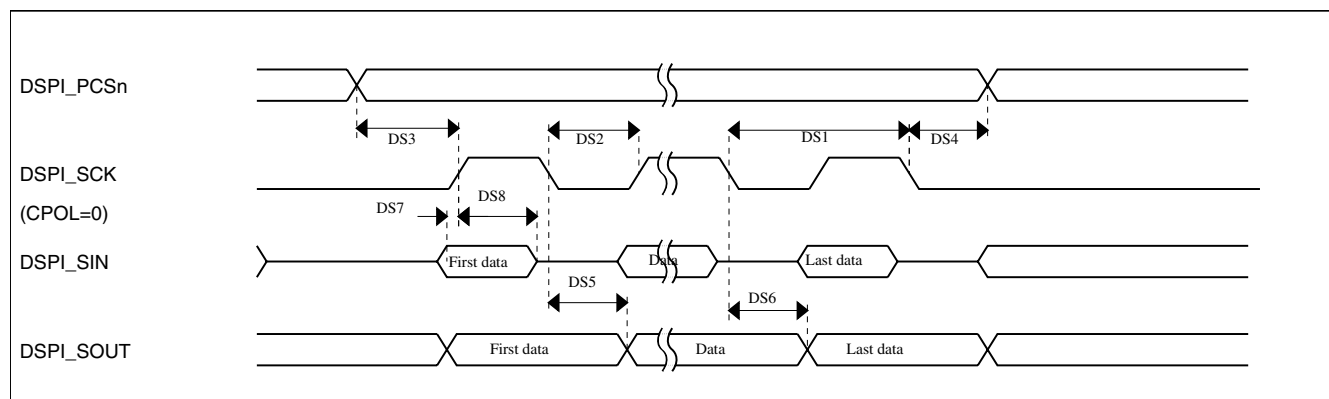 DSPI_PCSn
DS3
DS2
DS1
DS4
DSPI_SCK
(CPOL=0)
DS7
DS8
DSPI_SIN
First data
Data
Last data
DS5
DS6
DSPI_SOUT
First data
Data
Last data